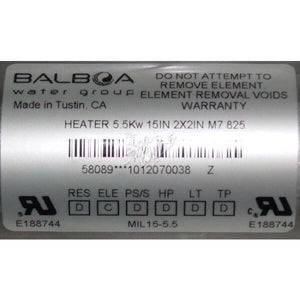 BALBOA
water group
Made in Tustin, CA
DO NOT ATTEMPT TO
REMOVE ELEMENT
ELEMENT REMOVAL VOIDS
WARRANTY.
HEATER 5.5Kw 15IN 2X2IN M7 825
58089***1012070038 Z
RES ELE PS/S HP LT TP
D C D D D D
E188744
MIL15-5.5
E188744